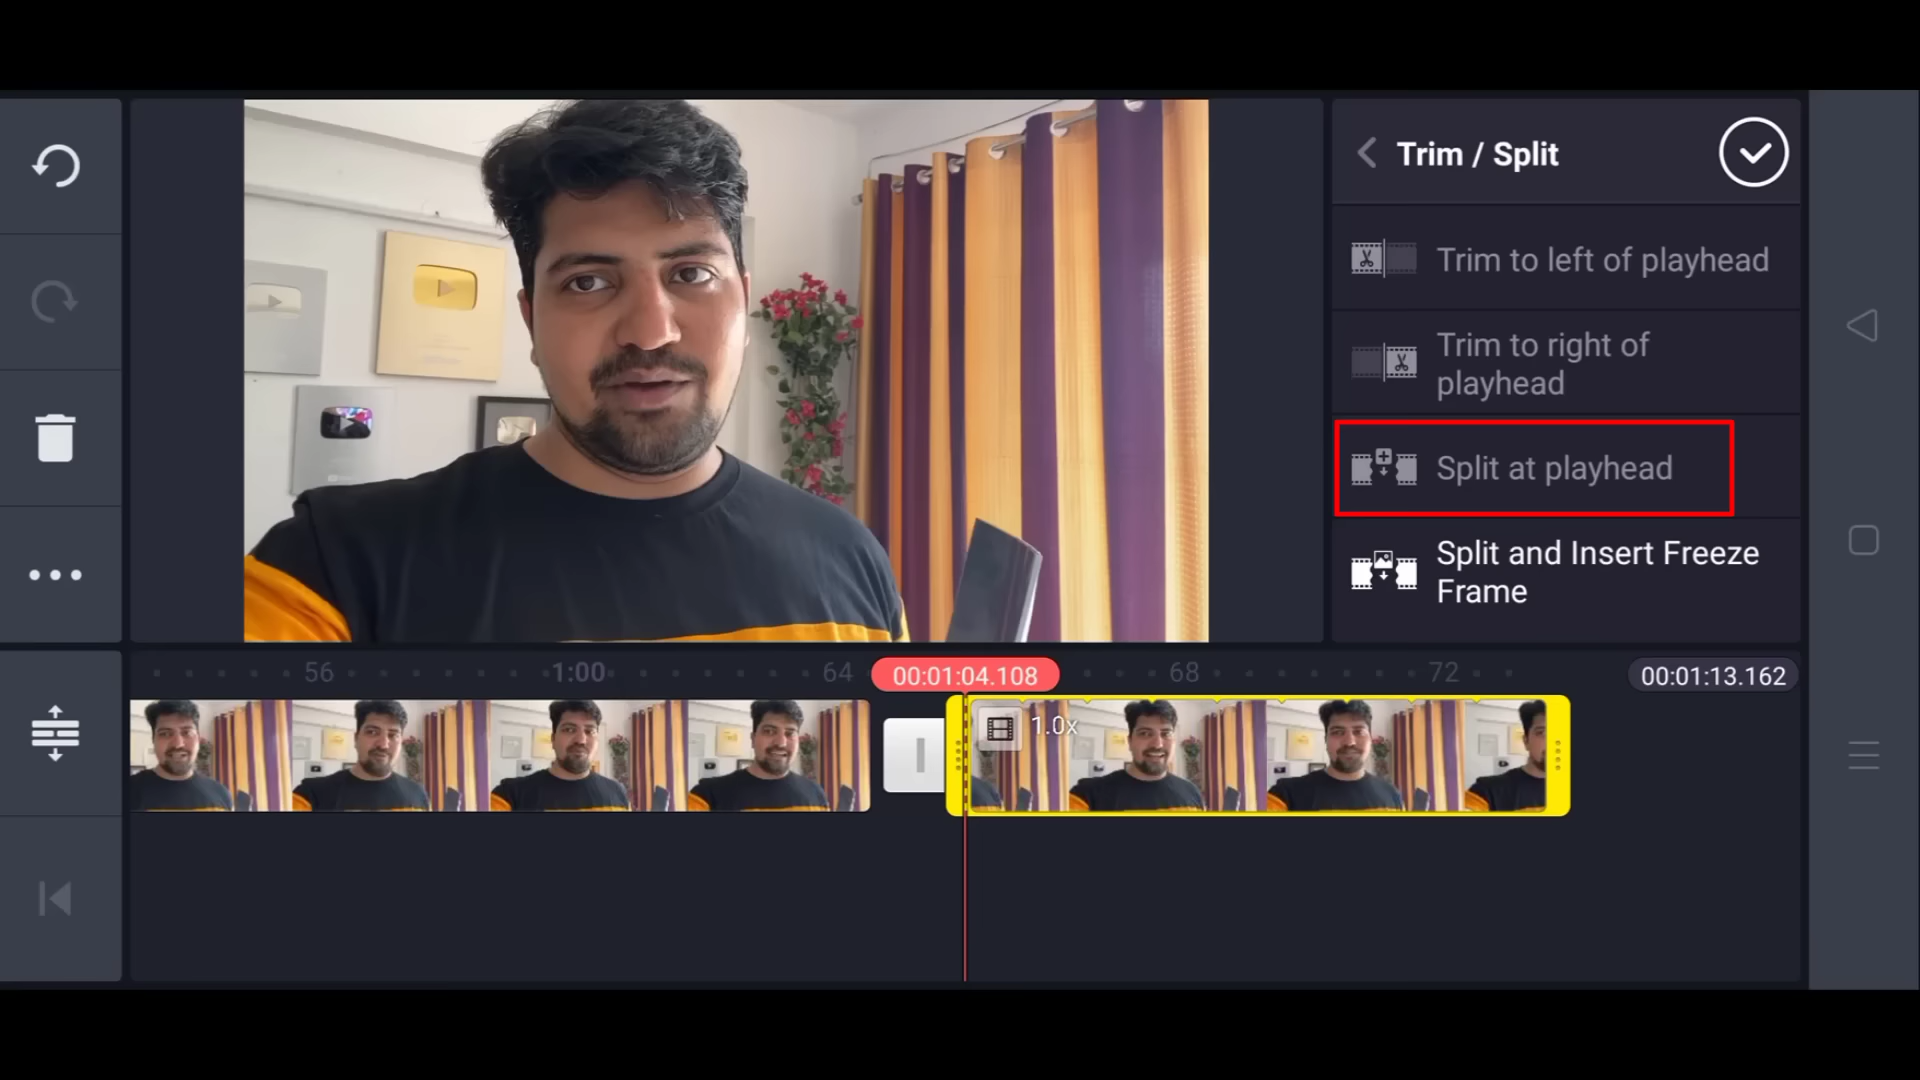 Trim / Split
Trim to left of playhead
Trim to right of
playhead
Split at playhead
Split and Insert Freeze
Frame
56
1:00
64
00:01:04.108
68
72
00:01:13.162
1.0x